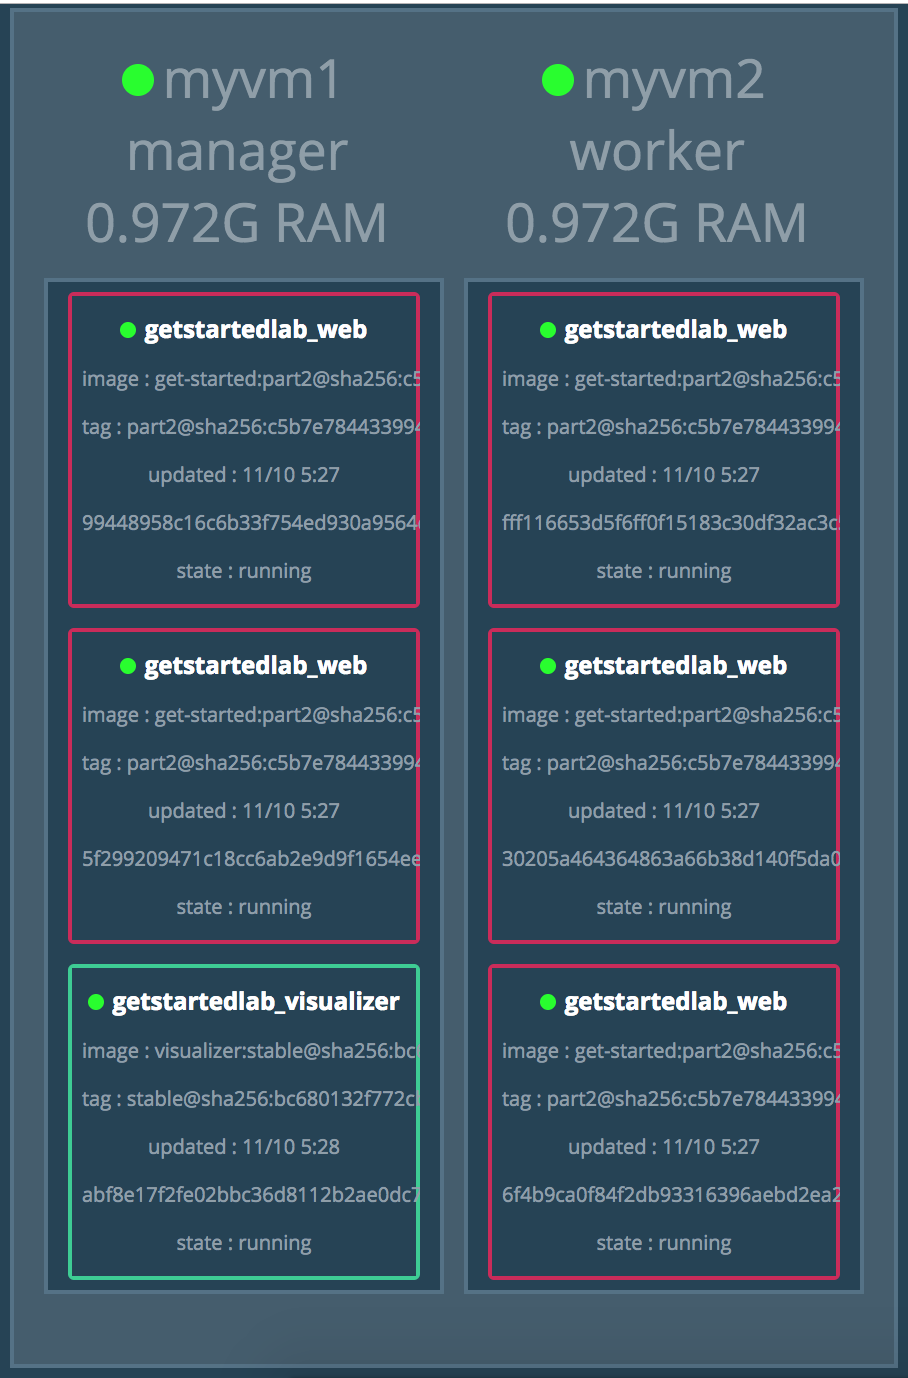 myvm1
manager
0.972G RAM
getstartedlab_web
image : get-started:part2@sha256:c5
tag : part2@sha256:c5b7e784433994
updated : 11/10 5:27
99448958c16c6b33f754ed930a9564
state : running
getstartedlab_web
image : get-started:part2@sha256:c5
tag : part2@sha256:c5b7e784433994
updated : 11/10 5:27
5f299209471c18cc6ab2e9d9f1654ee
state : running
getstartedlab_visualizer
image : visualizer:stable@sha256:bc
tag : stable@sha256:bc680132f772c
updated : 11/10 5:28
abf8e17f2fe02bbc36d8112b2ae0dc7
state : running
myvm2
worker
0.972G RAM
getstartedlab_web
image : get-started:part2@sha256:c5
tag : part2@sha256:c5b7e784433994
updated : 11/10 5:27
fff116653d5f6ff0f15183c30df32ac3c
state : running
getstartedlab_web
image : get-started:part2@sha256:c5
tag : part2@sha256:c5b7e784433994
updated : 11/10 5:27
30205a464364863a66b38d140f5da0
state : running
getstartedlab_web
image : get-started:part2@sha256:c5
tag : part2@sha256:c5b7e784433994
updated : 11/10 5:27
6f4b9ca0f84f2db93316396aebd2ea2
state : running